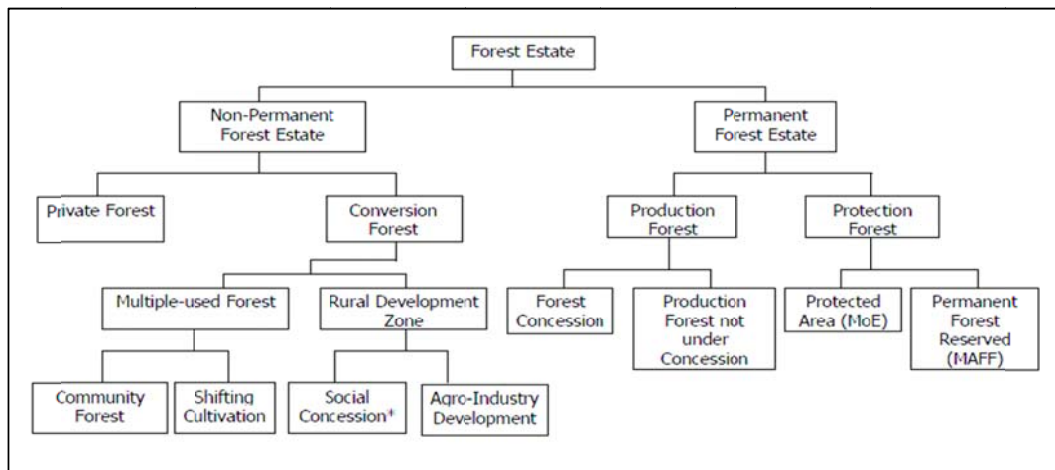 Forest Estate
Non-Permanent
Forest Estate
Permanent
Forest Estate
Private Forest
Conversion
Forest
Production
Forest
Protection
Forest
Multiple-used Forest
Rural Development
Zone
Forest
Concession
Production
Forest not
under
Concession
Protected
Area (MoE)
Permanent
Forest
Reserved
(MAFF)
Community
Forest
Shifting
Cultivation
Social
Concession*
Agro-Industry
Development